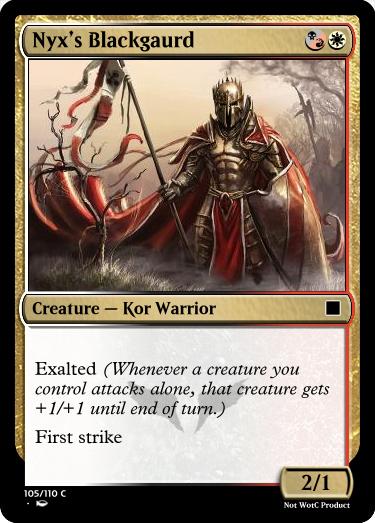 Nyx's Blackgaurd
Creature — Kor Warrior
Exalted (Whenever a creature you
control attacks alone, that creature gets
+1/+1 until end of turn.)
First strike
2/1
105/110 C
Not WotC Product